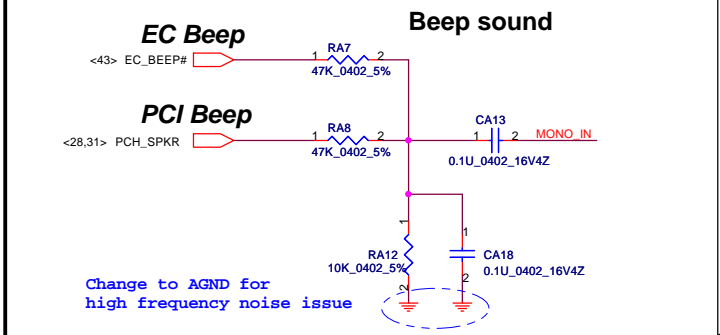 Beep sound
EC Beep
<43> EC_BEEP#
1 RA7 2
47K_0402_5%
PCI Beep
<28,31> PCH_SPKR
1 RA8 2
47K_0402_5%
CA13
1 2
MONO_IN
0.1U_0402_16V4Z
1
RA12
10K_0402_5%
2
1
CA18
0.1U_0402_16V4Z
2
Change to AGND for
high frequency noise issue